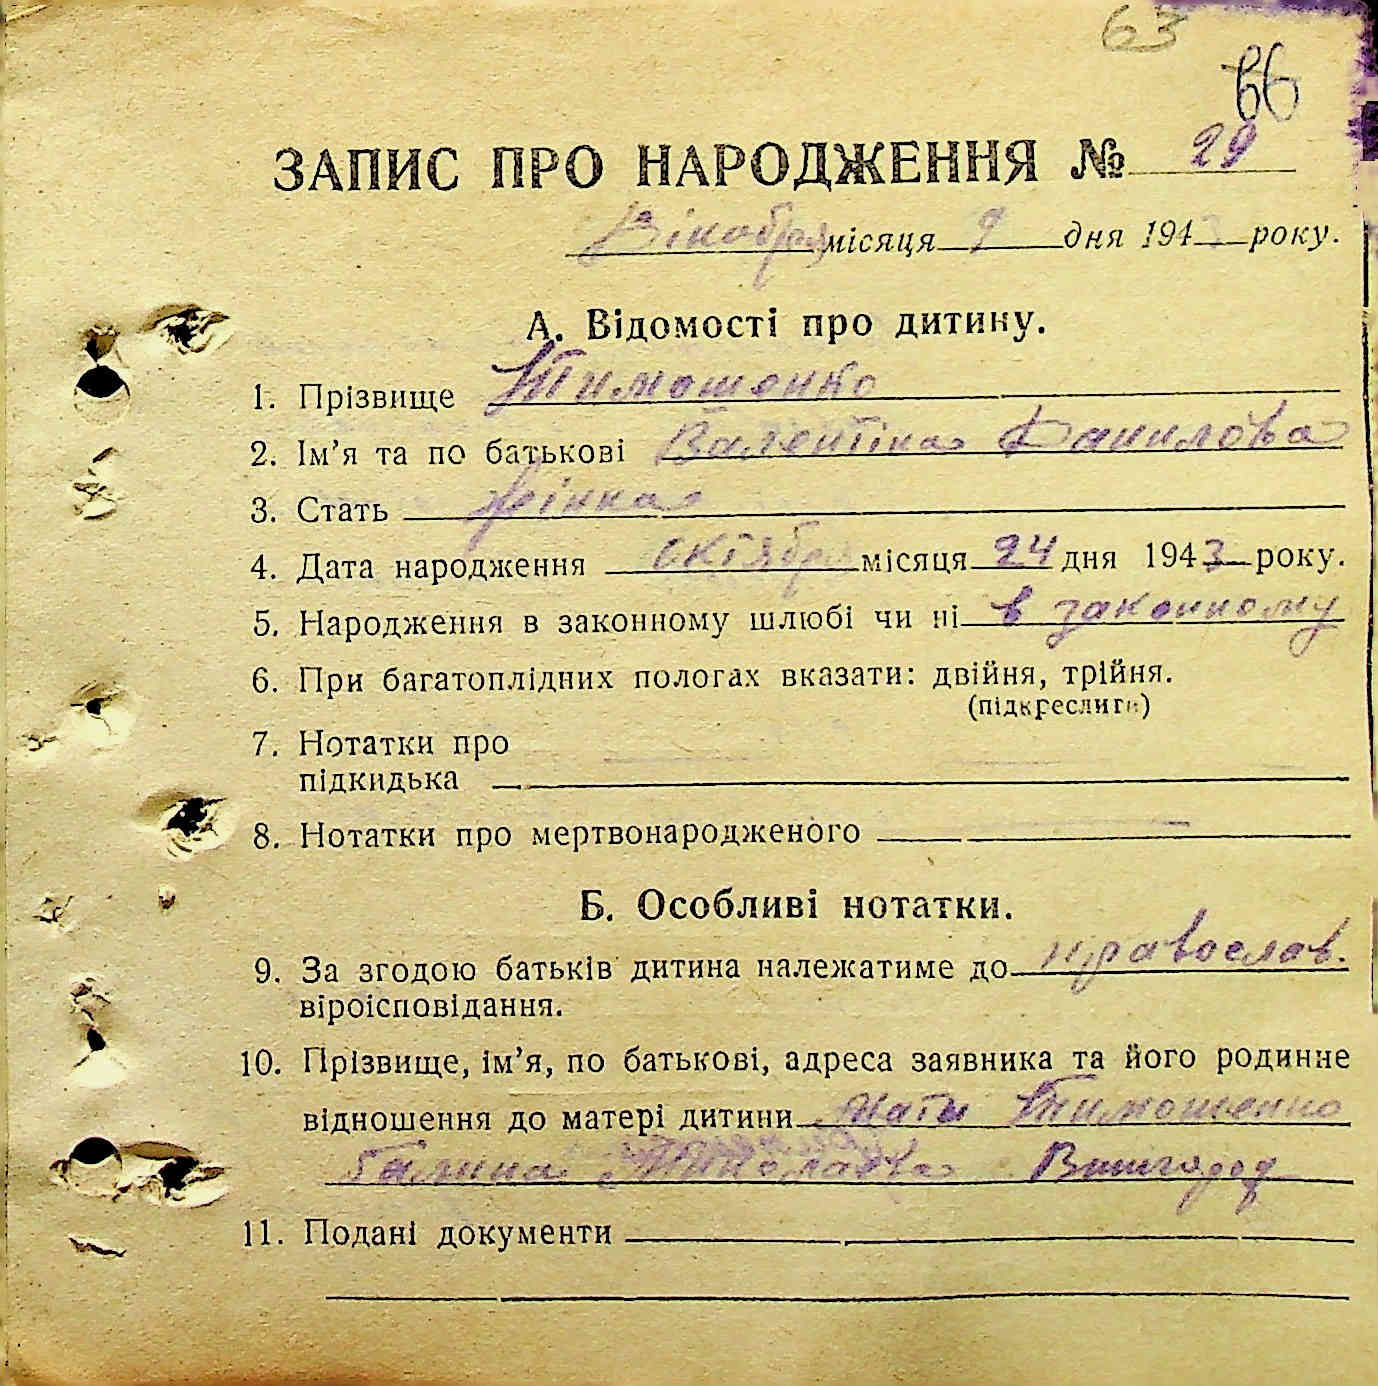 63
66
ЗАПИС ПРО НАРОДЖЕННЯ № 29
місяця 9 дня 194 року.
А. Відомості про дитину.
1. Прізвище Тимошенко
2. Ім'я та по батькові Валентіна Данилова
3. Стать жінка
4. Дата народження октября місяця 24 дня 1943 року.
5. Народження в законному шлюбі чи ні в законному
6. При багатоплідних пологах вказати: двійня, трійня.
(підкреслити)
7. Нотатки про
підкидька
8. Нотатки про мертвонародженого
Б. Особливі нотатки.
9. За згодою батьків дитина належатиме до православ.
віроісповідання.
10. Прізвище, ім'я, по батькові, адреса заявника та його родинне
відношення до матері дитини Мати Тимошенко
Галина Миколаєва Вишгород
11. Подані документи